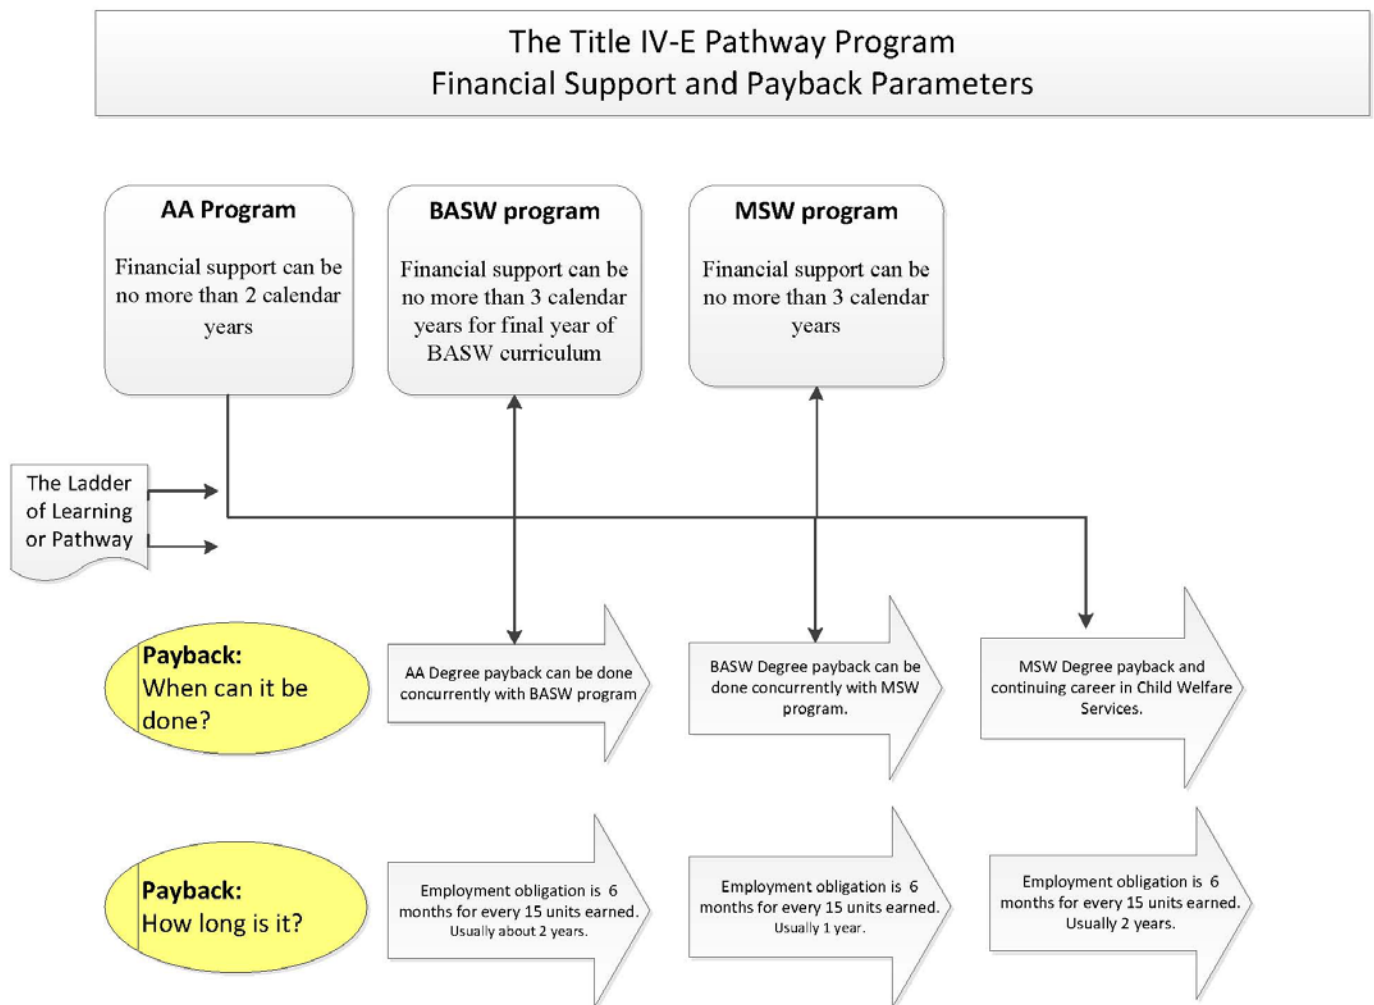 The Title IV-E Pathway Program
Financial Support and Payback Parameters
AA Program
Financial support can be
no more than 2 calendar
years
BASW program
Financial support can be
no more than 3 calendar
years for final year of
BASW curriculum
MSW program
Financial support can be
no more than 3 calendar
years
The Ladder
of Learning
or Pathway
Payback:
When can it be
done?
AA Degree payback can be done
concurrently with BASW program
BASW Degree payback can be
done concurrently with MSW
program.
MSW Degree payback and
continuing career in Child Welfare
Services.
Payback:
How long is it?
Employment obligation is 6
months for every 15 units earned.
Usually about 2 years.
Employment obligation is 6
months for every 15 units earned.
Usually 1 year.
Employment obligation is 6
months for every 15 units earned.
Usually 2 years.